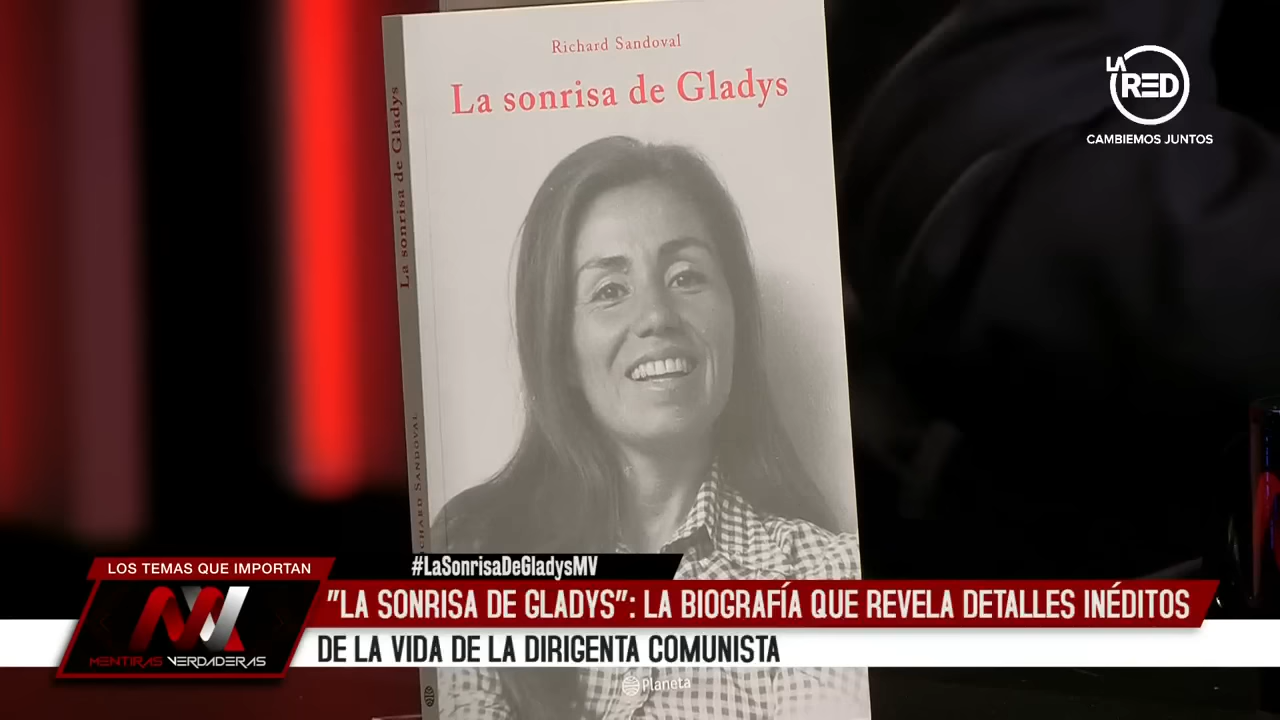 Richard Sandoval
La sonrisa de Gladys
La sonrisa de Gladys
RICHARD SANDOVAL
LA RED
CAMBIEMOS JUNTOS
#LaSonrisaDeGladysMV
LOS TEMAS QUE IMPORTAN
MENTIRAS VERDADERAS
"LA SONRISA DE GLADYS": LA BIOGRAFÍA QUE REVELA DETALLES INÉDITOS
DE LA VIDA DE LA DIRIGENTA COMUNISTA
Planeta